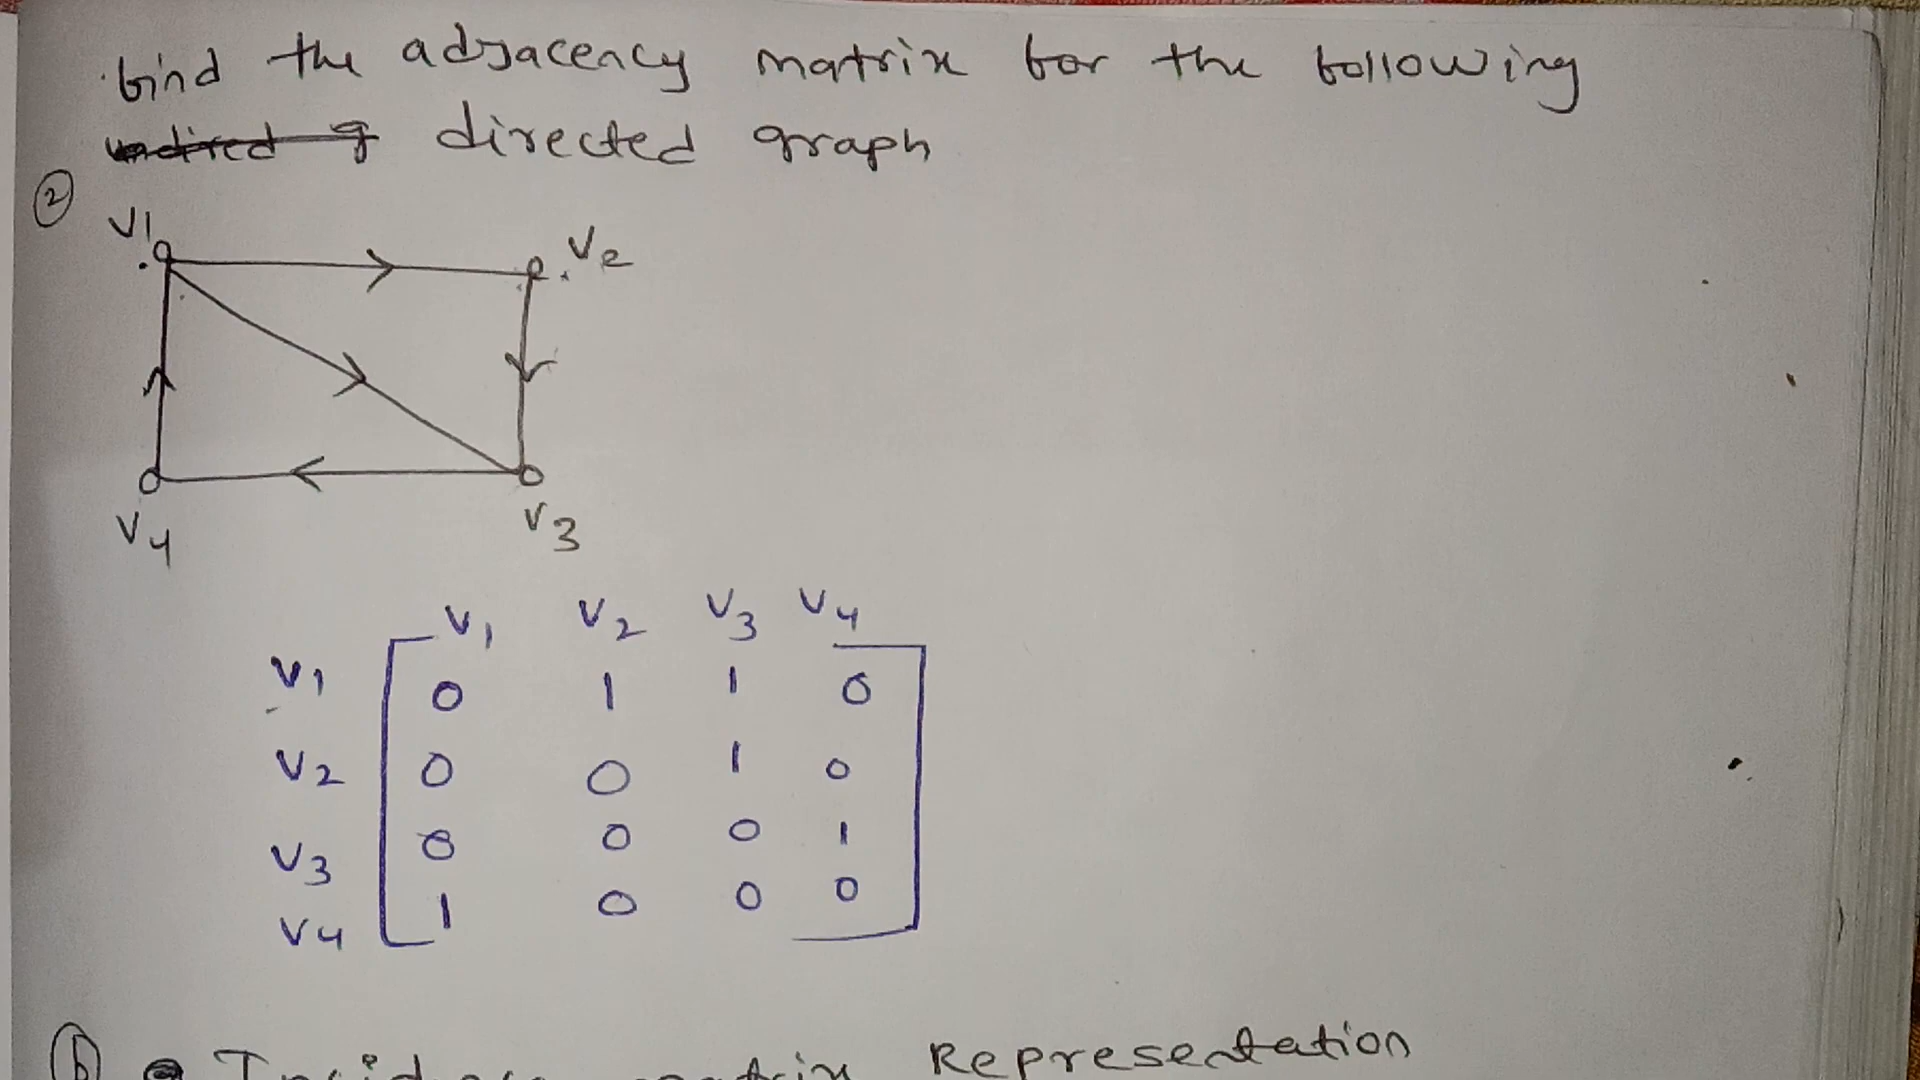 find the adjacency matrix for the following
undired g directed graph
2
V1
V2
V4
V3
V1 V2 V3 V4
V1 0 1 1 0
V2 0 0 1 0
V3 0 0 0 1
V4 1 0 0 0
b Representation